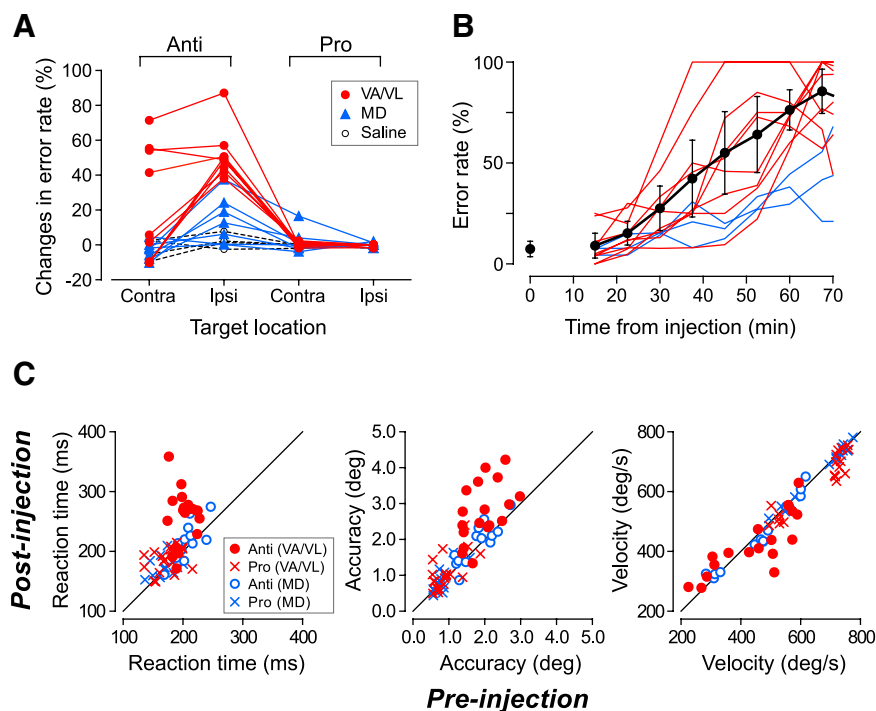 A
Anti
Pro
VA/VL
MD
Saline
Changes in error rate (%)
100
80
60
40
20
0
-20
Contra
Ipsi
Contra
Ipsi
Target location
B
Error rate (%)
100
50
0
0
10
20
30
40
50
60
70
Time from injection (min)
C
Post-injection
Reaction time (ms)
400
300
200
100
100
200
300
400
Reaction time (ms)
Anti (VA/VL)
Pro (VA/VL)
Anti (MD)
Pro (MD)
Accuracy (deg)
5.0
4.0
3.0
2.0
1.0
0.0
0.0
1.0
2.0
3.0
4.0
5.0
Accuracy (deg)
Velocity (deg/s)
800
600
400
200
200
400
600
800
Velocity (deg/s)
Pre-injection